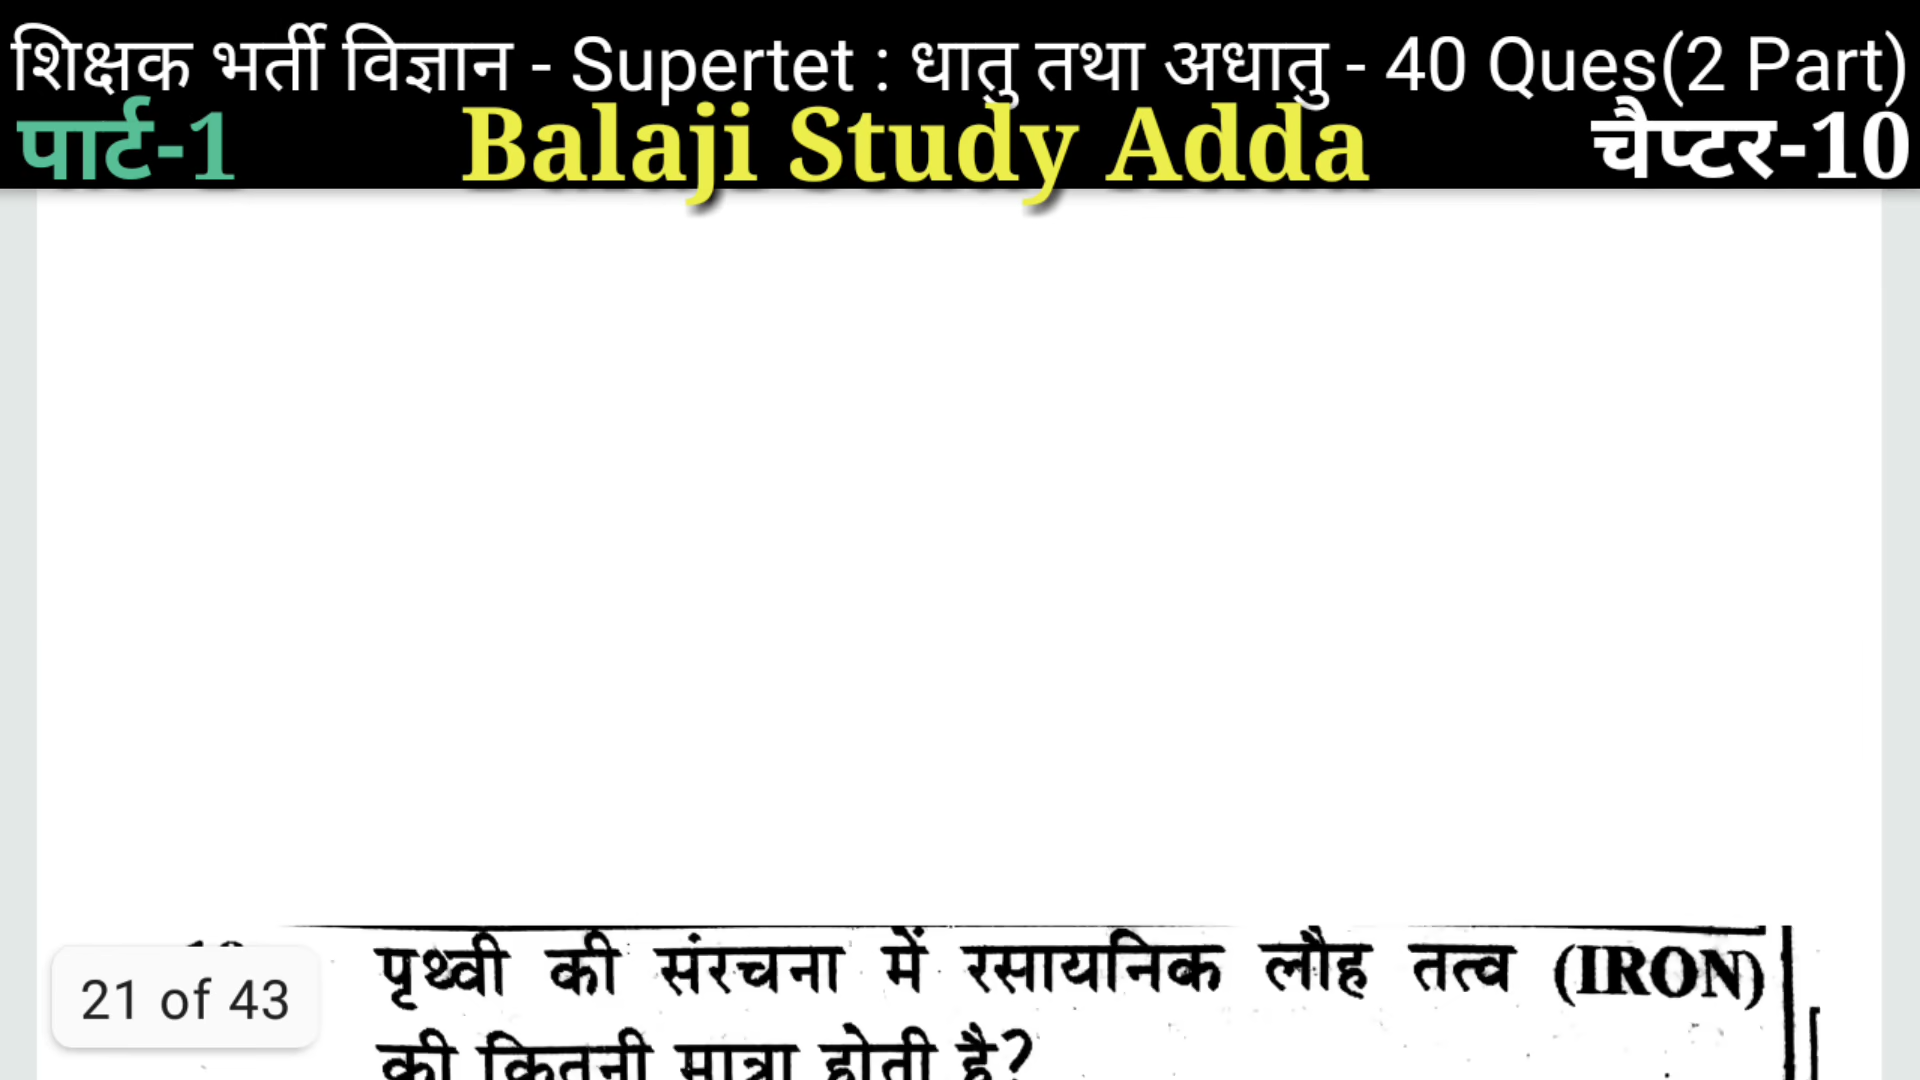 शिक्षक भर्ती विज्ञान - Supertet : धातु तथा अधातु - 40 Ques(2 Part)
पार्ट-1 Balaji Study Adda चैप्टर-10
पृथ्वी की संरचना में रसायनिक लौह तत्व (IRON)
21 of 43
की कितनी मात्रा होती है?